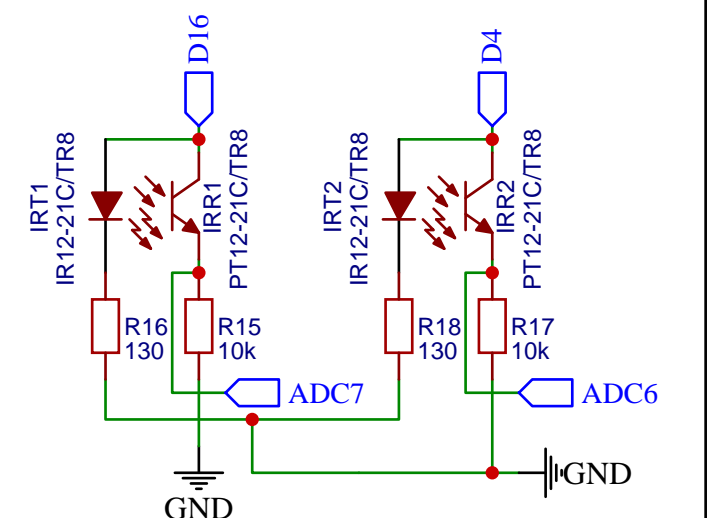 D16
D4
IRT1
IR12-21C/TR8
IRR1
PT12-21C/TR8
IRT2
IR12-21C/TR8
IRR2
PT12-21C/TR8
R16
130
R15
10k
R18
130
R17
10k
ADC7
ADC6
GND
GND